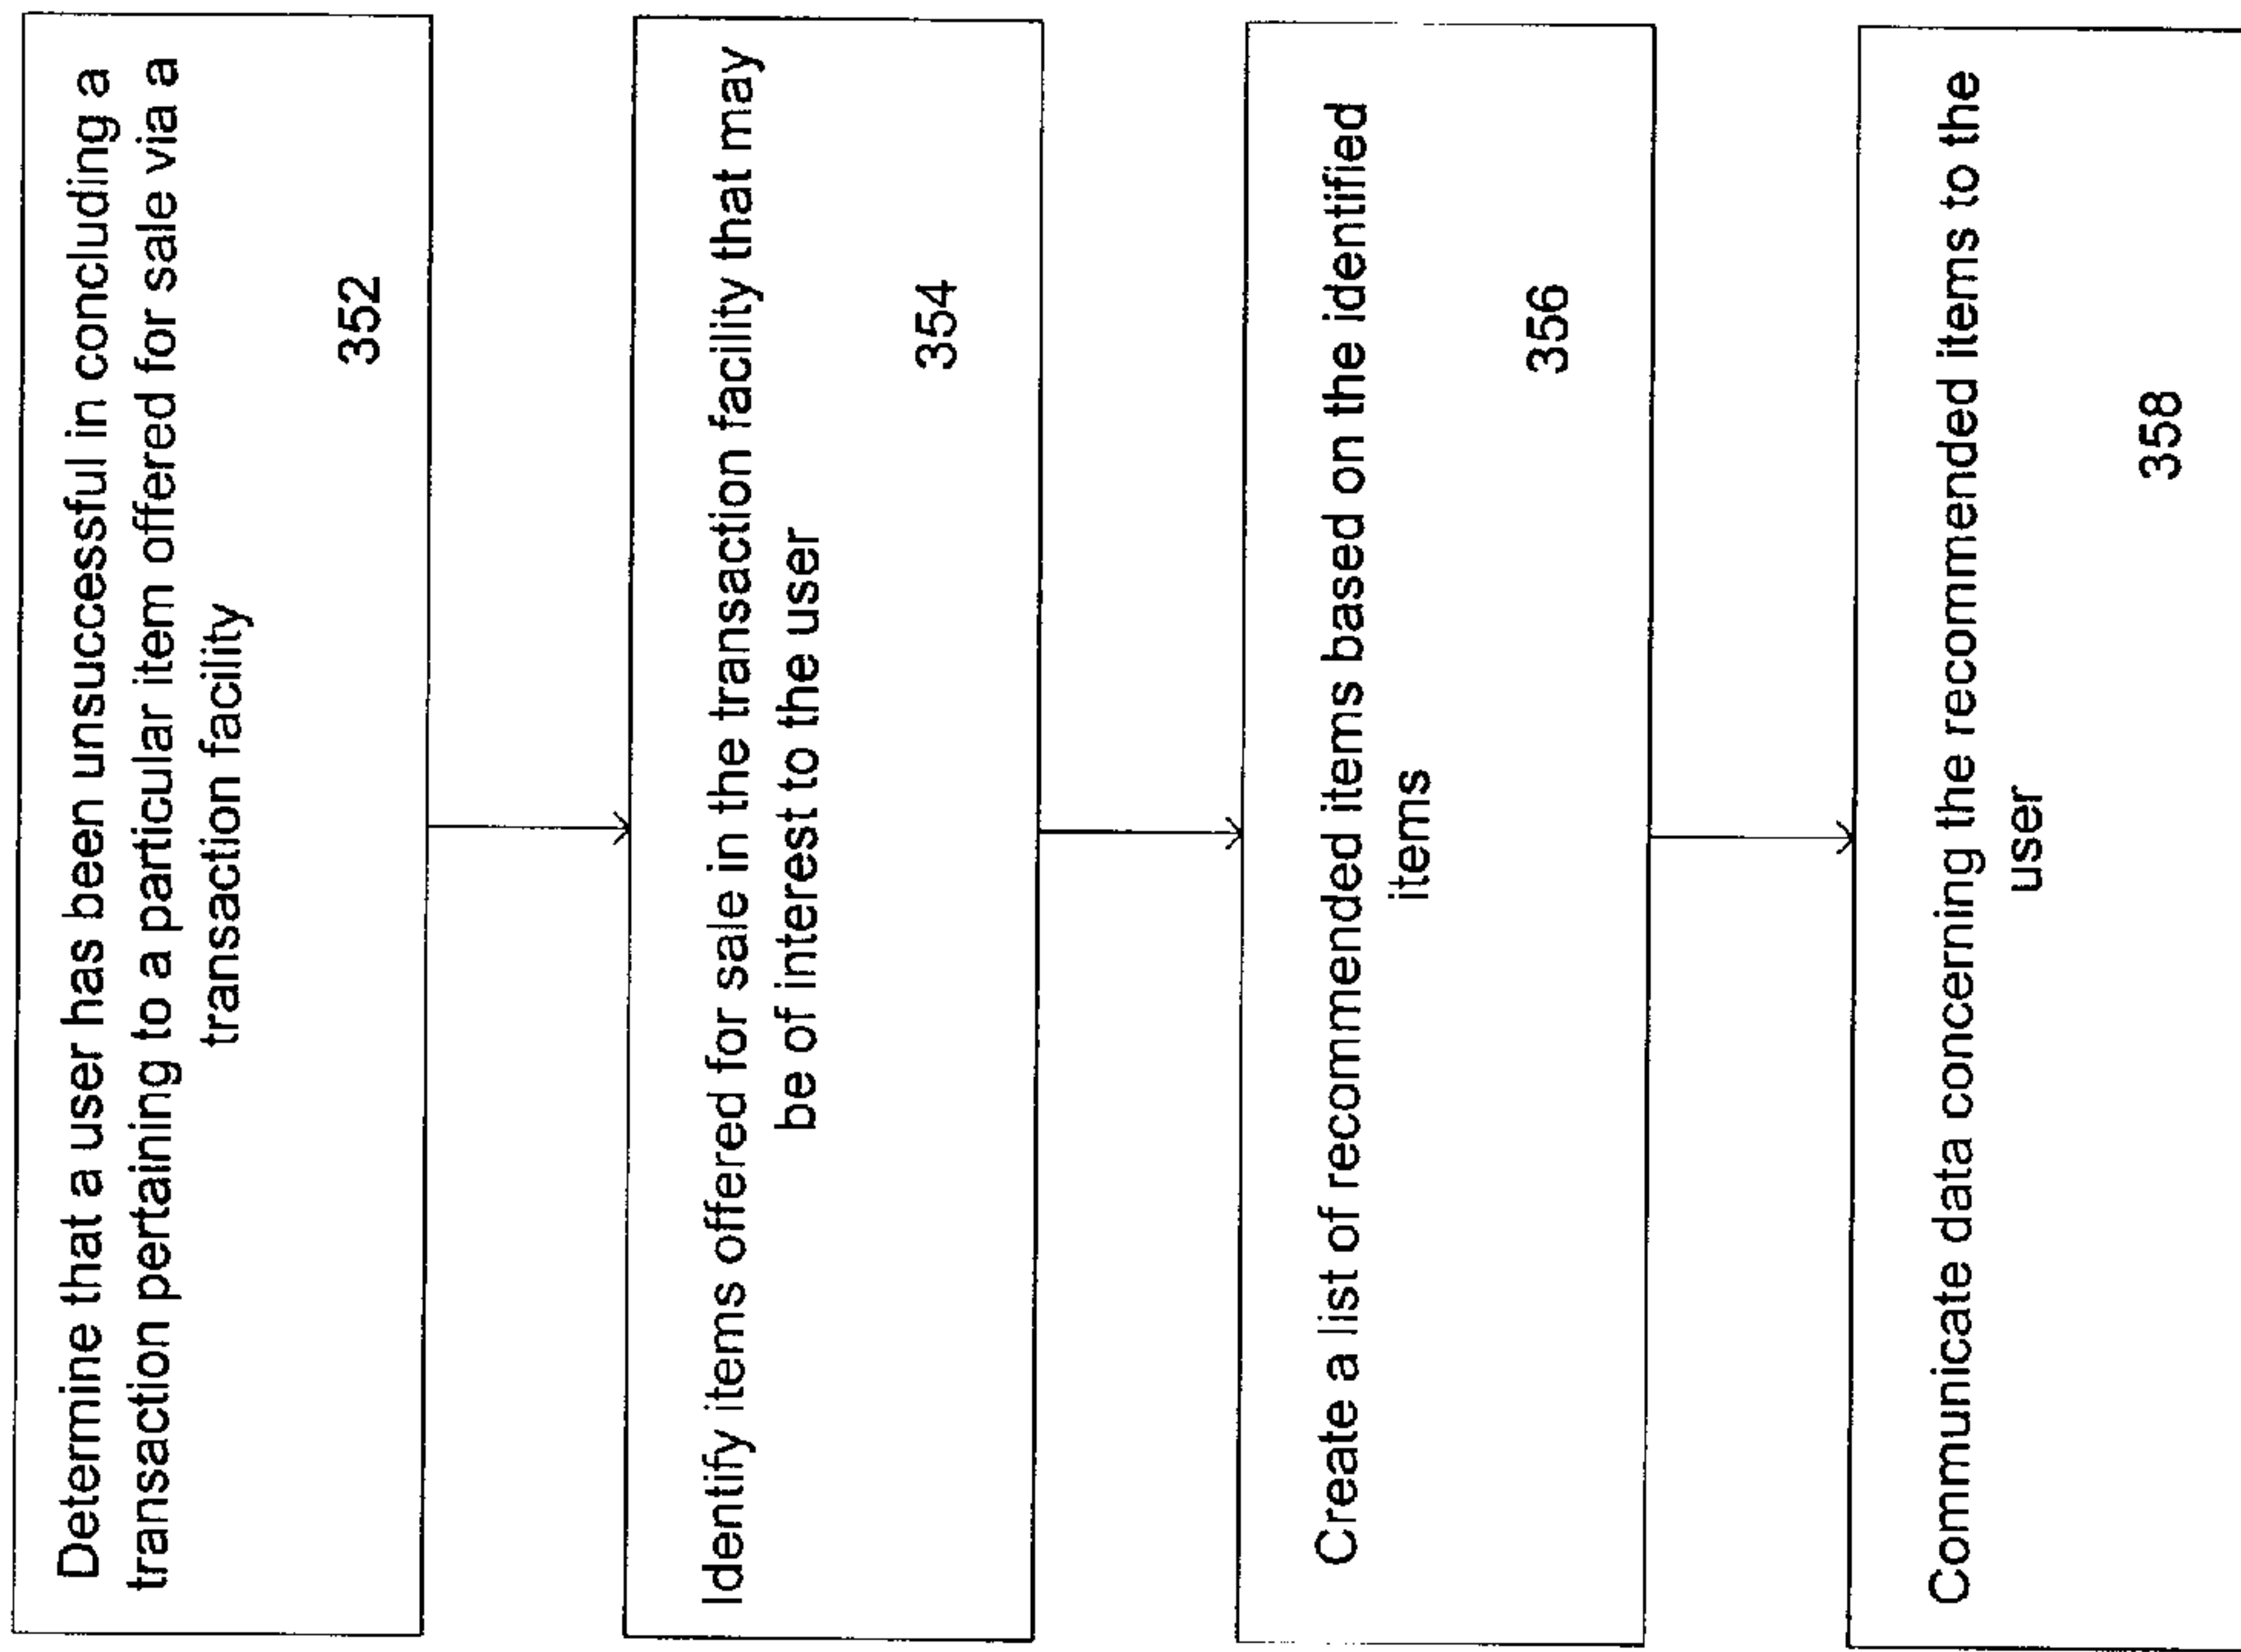 Determine that a user has been unsuccessful in concluding a
transaction pertaining to a particular item offered for sale via a
transaction facility
352
Identify items offered for sale in the transaction facility that may
be of interest to the user
354
Create a list of recommended items based on the identified
items
356
Communicate data concerning the recommended items to the
user
358